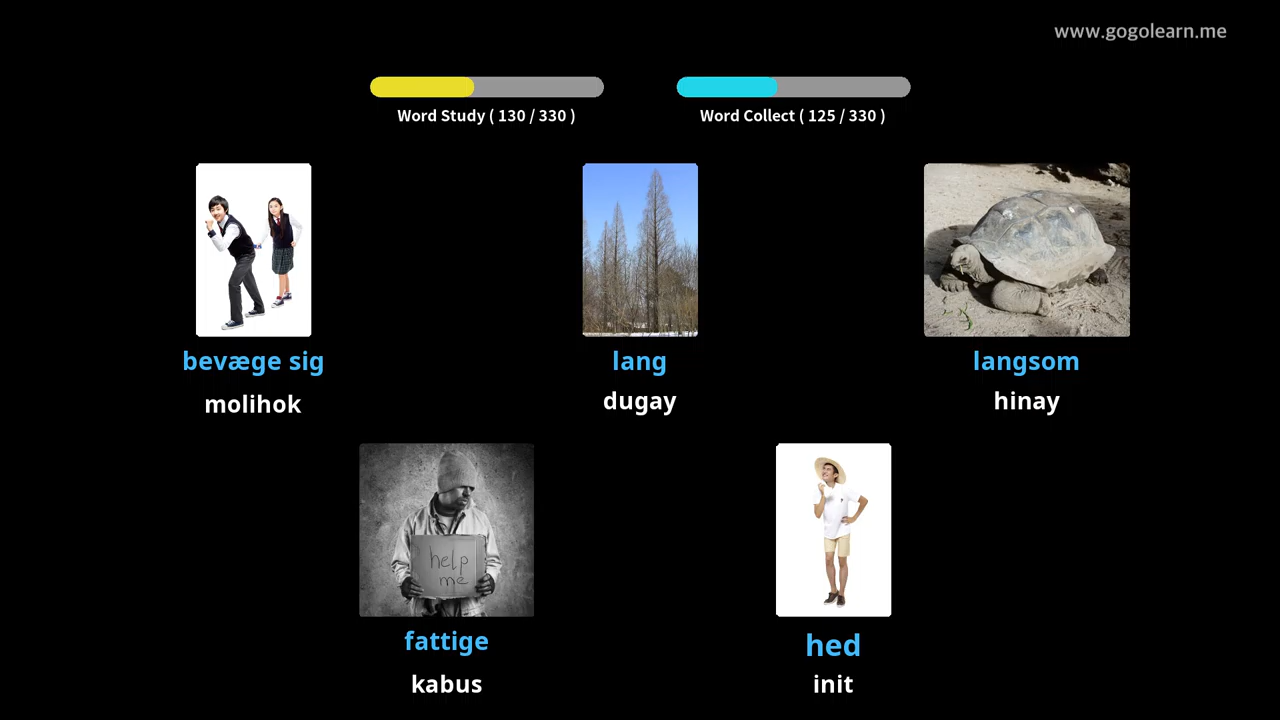 www.gogolearn.me
Word Study ( 130 / 330 )
Word Collect ( 125 / 330 )
bevæge sig
molihok
lang
dugay
langsom
hinay
help
me
fattige
kabus
hed
init